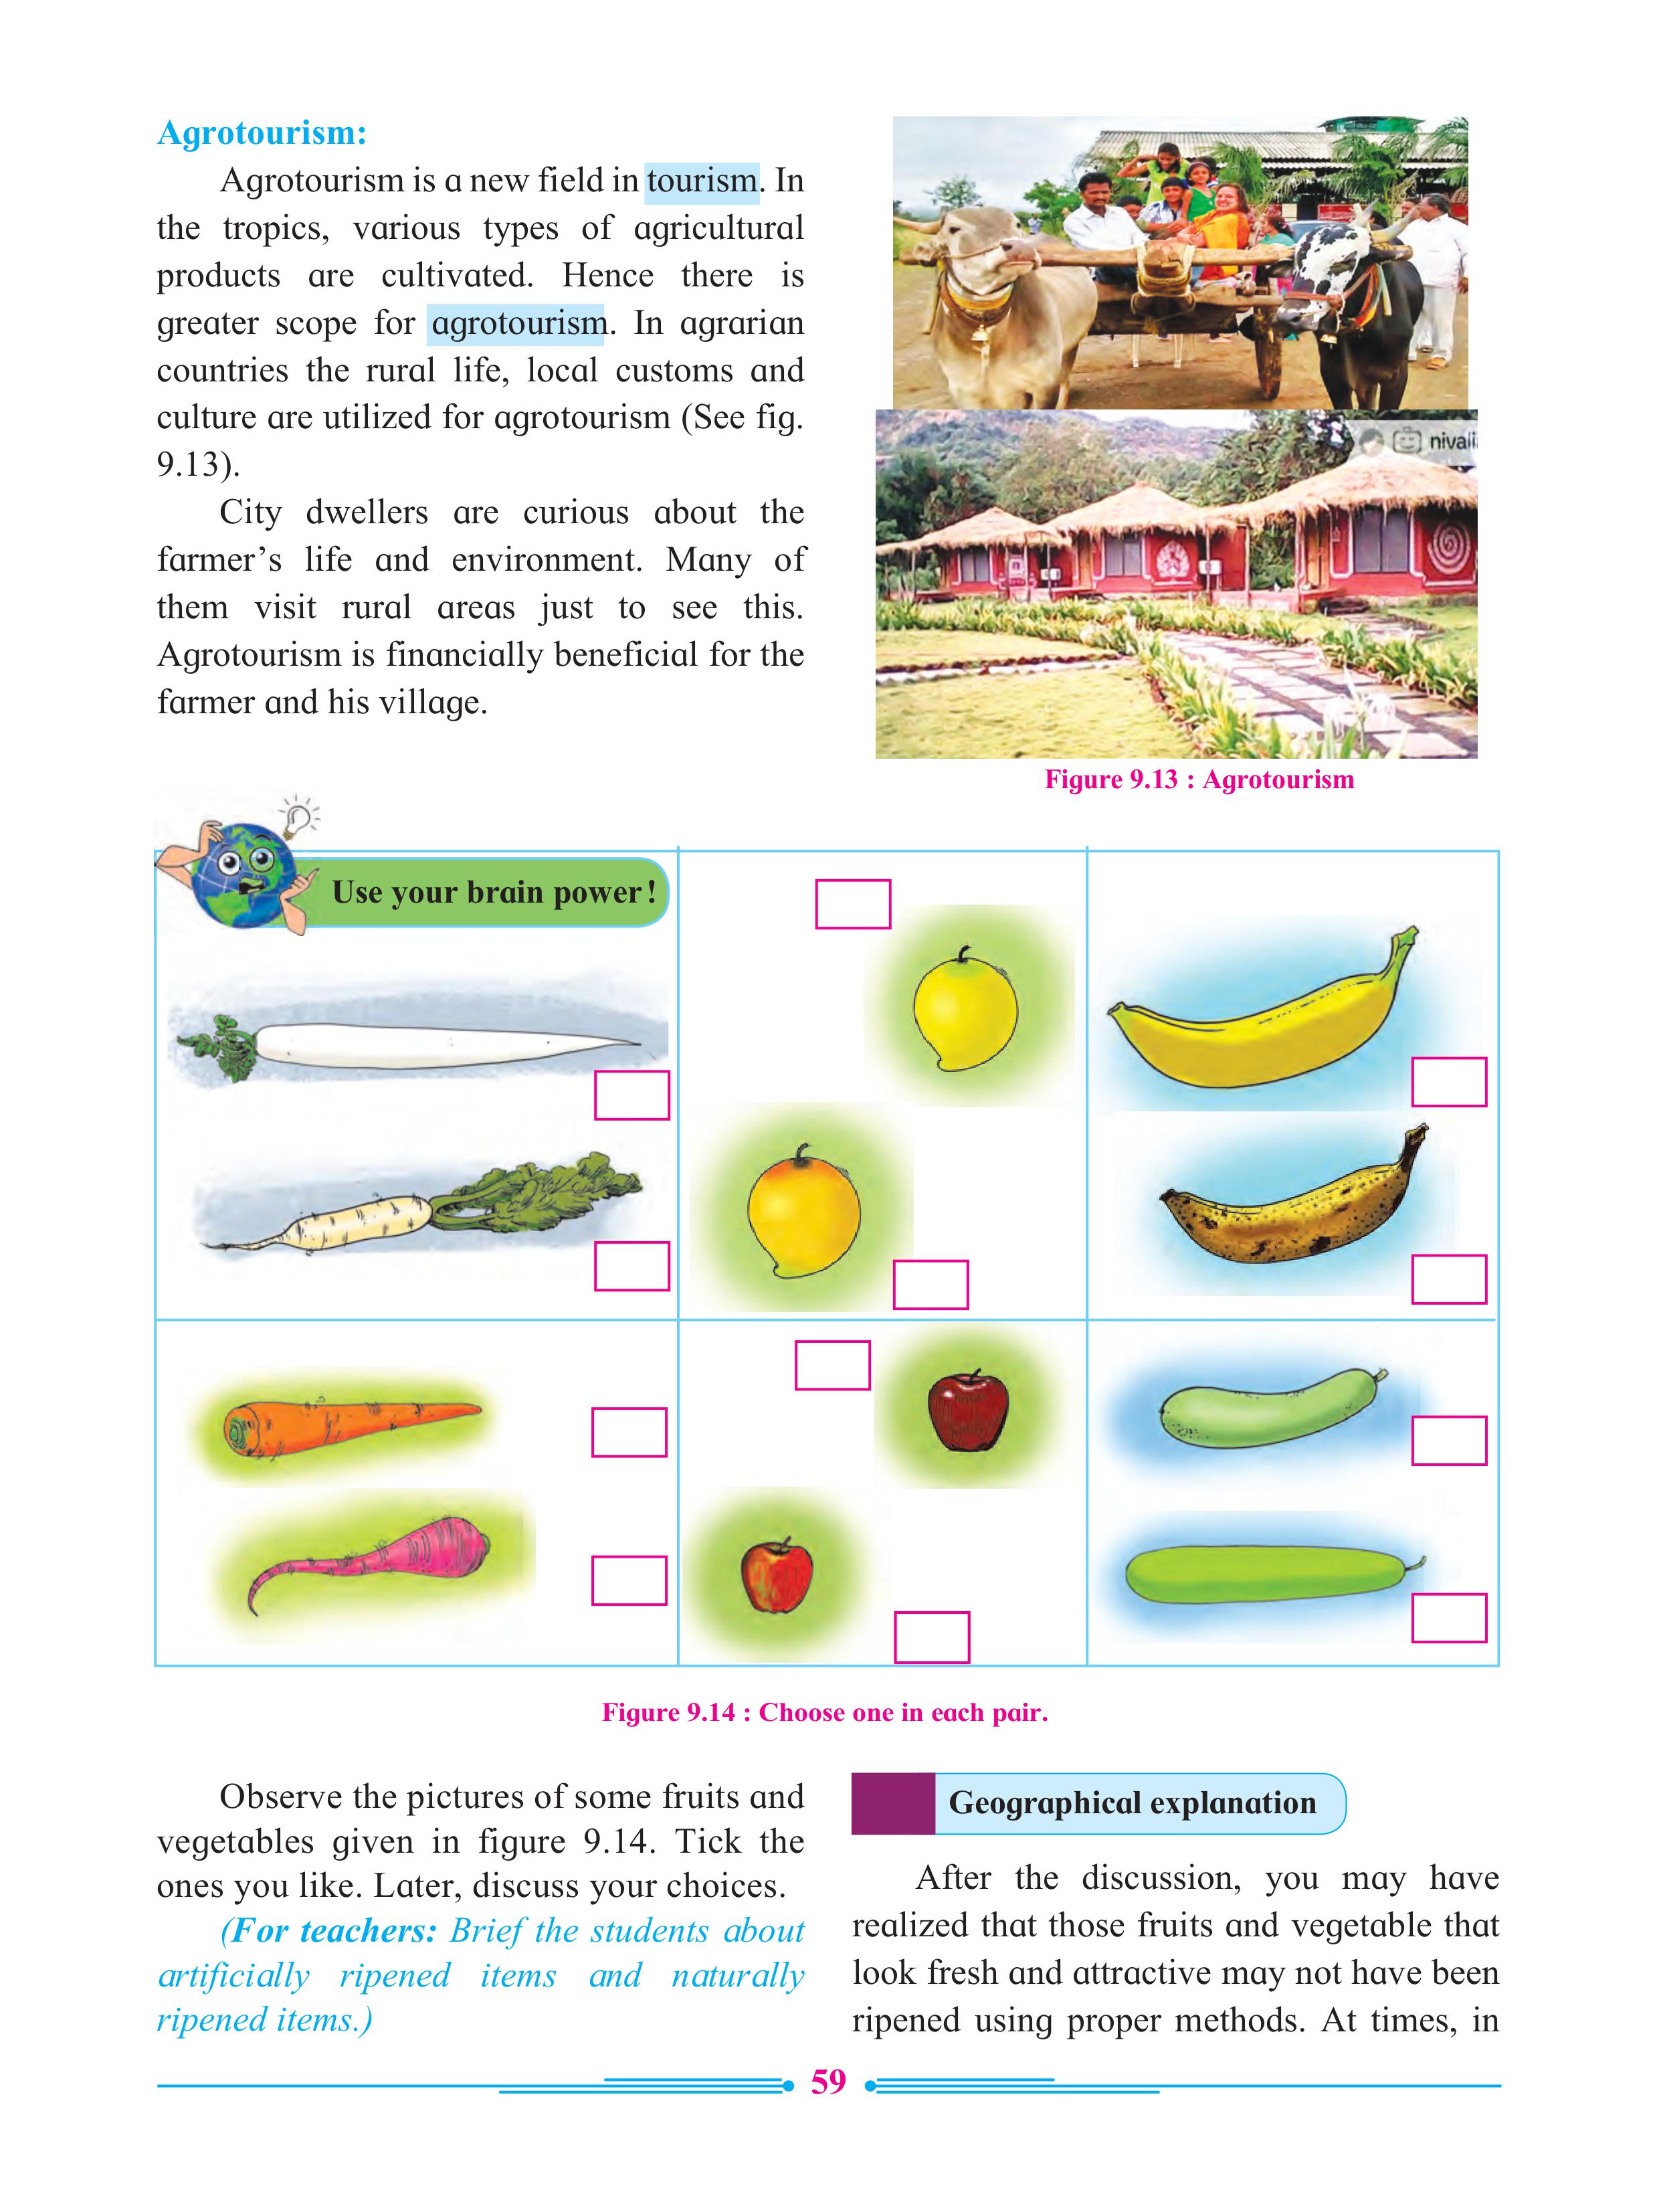 Agrotourism:
Agrotourism is a new field in tourism. In
the tropics, various types of agricultural
products are cultivated. Hence there is
greater scope for agrotourism. In agrarian
countries the rural life, local customs and
culture are utilized for agrotourism (See fig.
9.13).
City dwellers are curious about the
farmer’s life and environment. Many of
them visit rural areas just to see this.
Agrotourism is financially beneficial for the
farmer and his village.
nivali
Figure 9.13 : Agrotourism
Use your brain power!
Figure 9.14 : Choose one in each pair.
Observe the pictures of some fruits and
vegetables given in figure 9.14. Tick the
ones you like. Later, discuss your choices.
(For teachers: Brief the students about
artificially ripened items and naturally
ripened items.)
Geographical explanation
After the discussion, you may have
realized that those fruits and vegetable that
look fresh and attractive may not have been
ripened using proper methods. At times, in
59